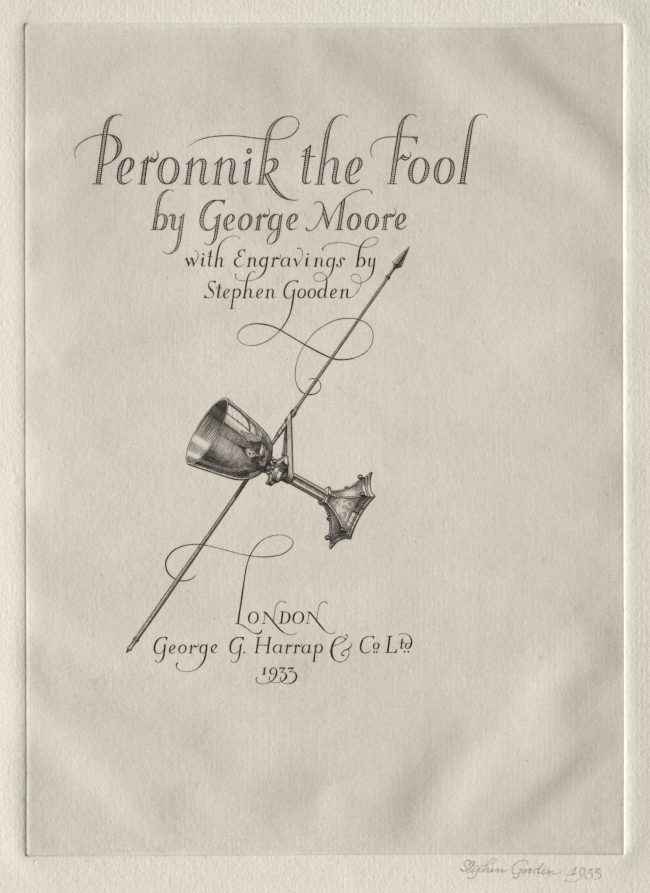 Peronnik the Fool
by George Moore
with Engravings by
Stephen Gooden
LONDON
George G. Harrap & Co Ltd
1933
Stephen Gooden 1933